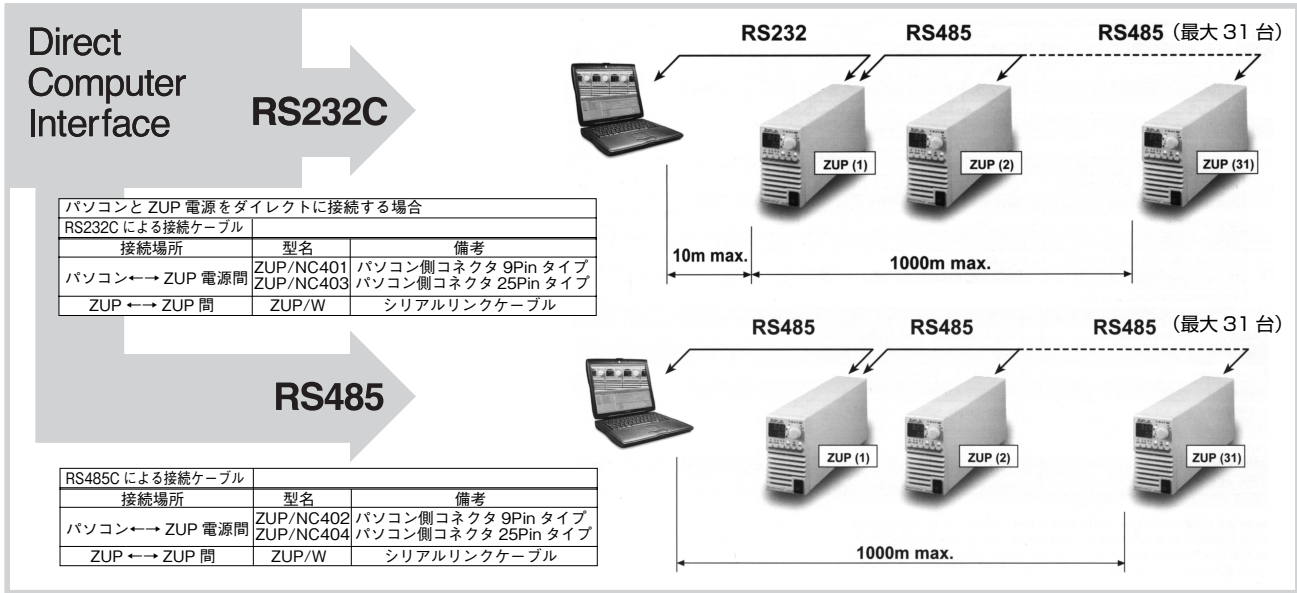 Direct
Computer
Interface
RS232C
パソコンと ZUP 電源をダイレクトに接続する場合
RS232C による接続ケーブル
接続場所 型名 備考
パソコン←→ ZUP 電源間 ZUP/NC401 パソコン側コネクタ 9Pin タイプ
ZUP/NC403 パソコン側コネクタ 25Pin タイプ
ZUP ←→ ZUP 間 ZUP/W シリアルリンクケーブル
RS232 RS485 RS485（最大 31 台）
ZUP (1) ZUP (2) ZUP (31)
10m max. 1000m max.
RS485
RS485C による接続ケーブル
接続場所 型名 備考
パソコン←→ ZUP 電源間 ZUP/NC402 パソコン側コネクタ 9Pin タイプ
ZUP/NC404 パソコン側コネクタ 25Pin タイプ
ZUP ←→ ZUP 間 ZUP/W シリアルリンクケーブル
RS485 RS485 RS485（最大 31 台）
ZUP (1) ZUP (2) ZUP (31)
1000m max.